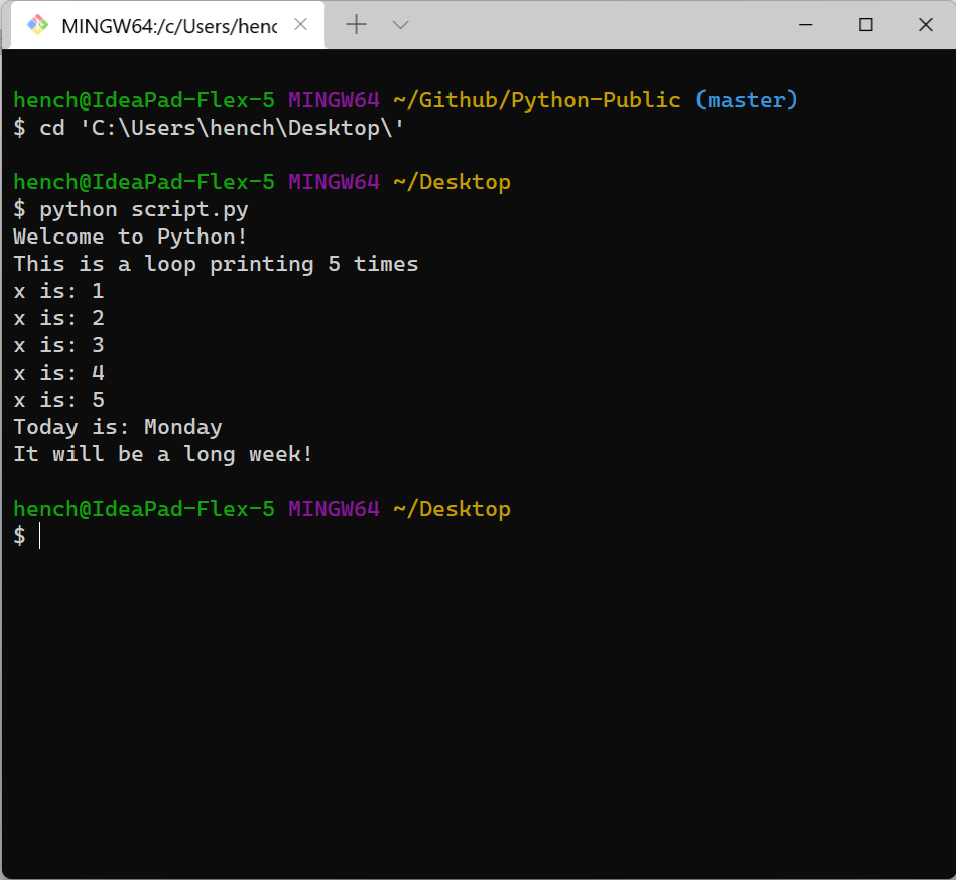 MINGW64:/c/Users/henc
hench@IdeaPad-Flex-5 MINGW64 ~/Github/Python-Public (master)
$ cd 'C:\Users\hench\Desktop\'
hench@IdeaPad-Flex-5 MINGW64 ~/Desktop
$ python script.py
Welcome to Python!
This is a loop printing 5 times
x is: 1
x is: 2
x is: 3
x is: 4
x is: 5
Today is: Monday
It will be a long week!
hench@IdeaPad-Flex-5 MINGW64 ~/Desktop
$